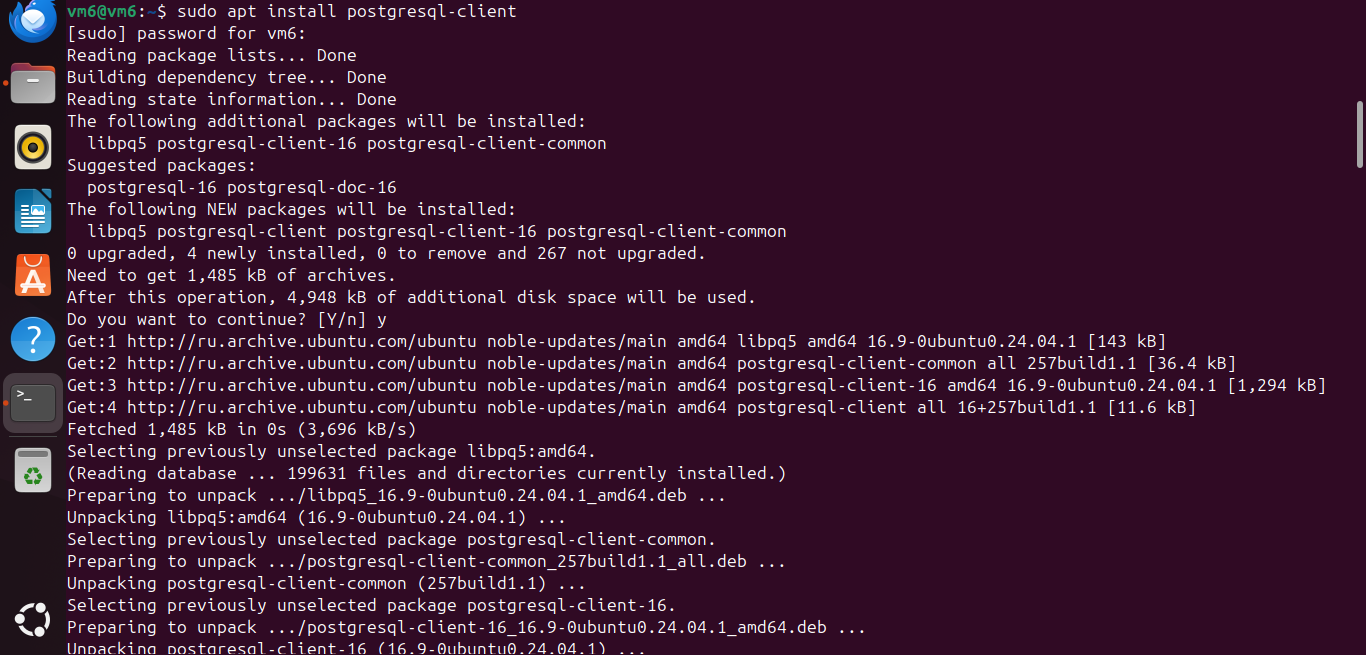 vm6@vm6:~$ sudo apt install postgresql-client
[sudo] password for vm6:
Reading package lists... Done
Building dependency tree... Done
Reading state information... Done
The following additional packages will be installed:
  libpq5 postgresql-client-16 postgresql-client-common
Suggested packages:
  postgresql-16 postgresql-doc-16
The following NEW packages will be installed:
  libpq5 postgresql-client postgresql-client-16 postgresql-client-common
0 upgraded, 4 newly installed, 0 to remove and 267 not upgraded.
Need to get 1,485 kB of archives.
After this operation, 4,948 kB of additional disk space will be used.
Do you want to continue? [Y/n] y
Get:1 http://ru.archive.ubuntu.com/ubuntu noble-updates/main amd64 libpq5 amd64 16.9-0ubuntu0.24.04.1 [143 kB]
Get:2 http://ru.archive.ubuntu.com/ubuntu noble-updates/main amd64 postgresql-client-common all 257build1.1 [36.4 kB]
Get:3 http://ru.archive.ubuntu.com/ubuntu noble-updates/main amd64 postgresql-client-16 amd64 16.9-0ubuntu0.24.04.1 [1,294 kB]
Get:4 http://ru.archive.ubuntu.com/ubuntu noble-updates/main amd64 postgresql-client all 16+257build1.1 [11.6 kB]
Fetched 1,485 kB in 0s (3,696 kB/s)
Selecting previously unselected package libpq5:amd64.
(Reading database ... 199631 files and directories currently installed.)
Preparing to unpack .../libpq5_16.9-0ubuntu0.24.04.1_amd64.deb ...
Unpacking libpq5:amd64 (16.9-0ubuntu0.24.04.1) ...
Selecting previously unselected package postgresql-client-common.
Preparing to unpack .../postgresql-client-common_257build1.1_all.deb ...
Unpacking postgresql-client-common (257build1.1) ...
Selecting previously unselected package postgresql-client-16.
Preparing to unpack .../postgresql-client-16_16.9-0ubuntu0.24.04.1_amd64.deb ...
Unpacking postgresql-client-16 (16.9-0ubuntu0.24.04.1) ...